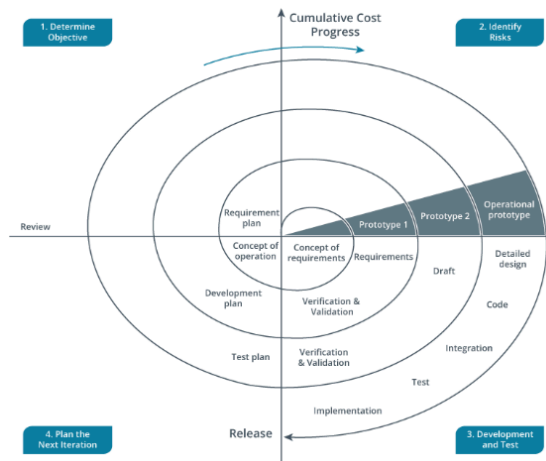 Cumulative Cost
Progress
1. Determine
Objective
2. Identify
Risks
Requirement
plan
Prototype 1
Prototype 2
Operational
prototype
Review
Concept of
operation
Concept of
requirements
Requirements
Draft
Detailed
design
Development
plan
Verification &
Validation
Code
Test plan
Verification
& Validation
Integration
Test
Implementation
Release
4. Plan the
Next Iteration
3. Development
and Test